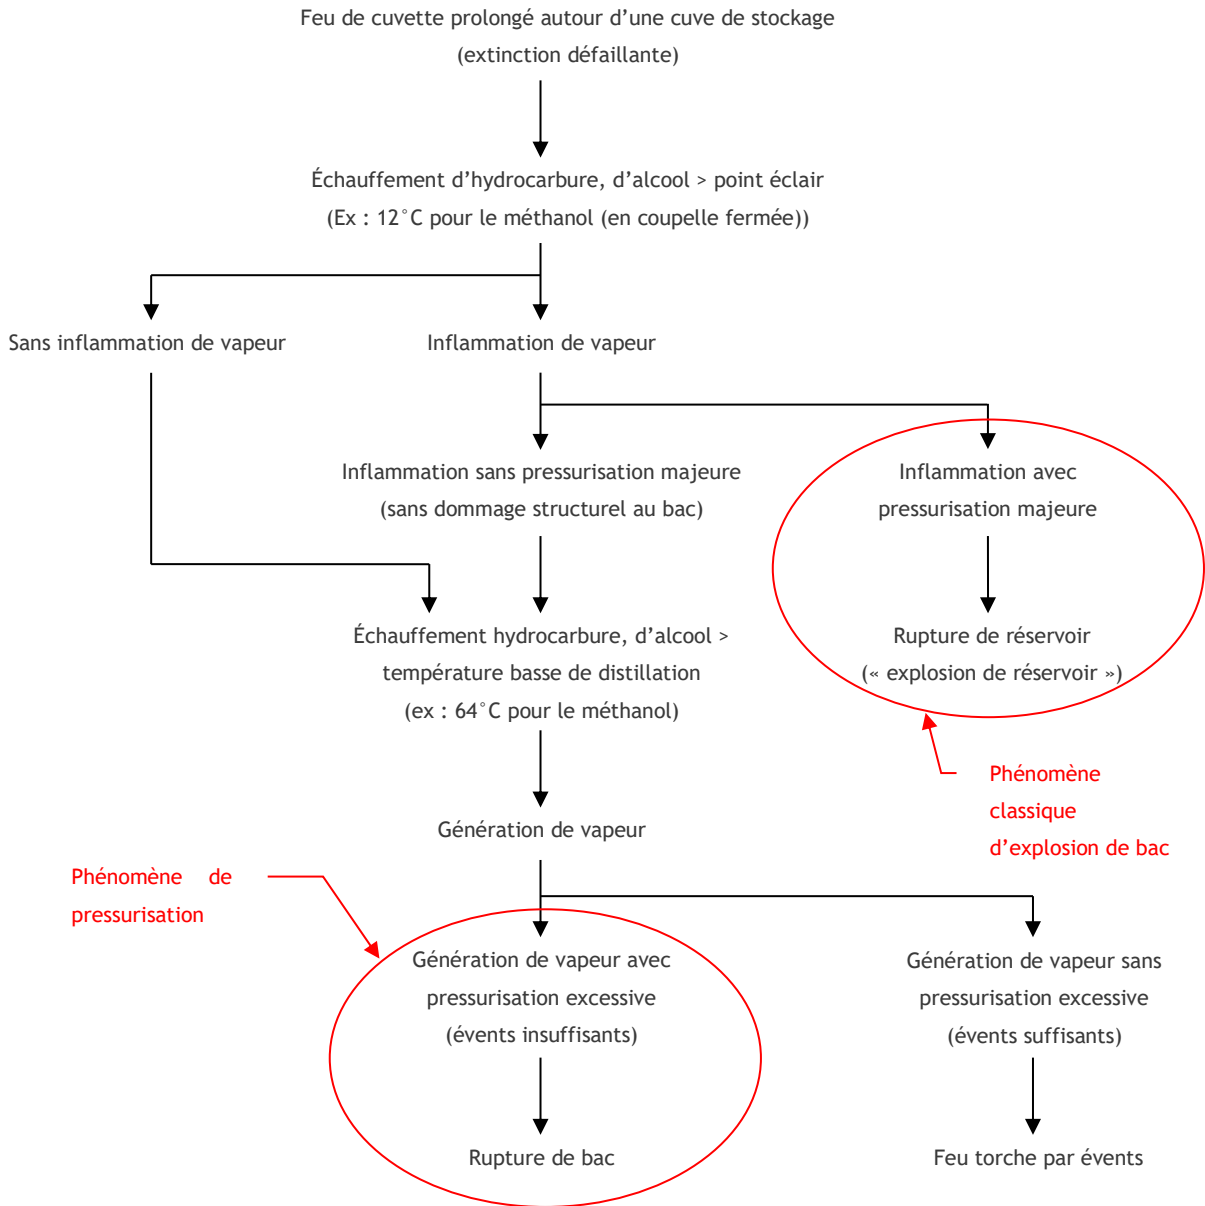 Feu de cuvette prolongé autour d’une cuve de stockage
(extinction défaillante)
Échauffement d’hydrocarbure, d’alcool > point éclair
(Ex : 12°C pour le méthanol (en coupelle fermée))
Sans inflammation de vapeur
Inflammation de vapeur
Inflammation sans pressurisation majeure
(sans dommage structurel au bac)
Inflammation avec
pressurisation majeure
Échauffement hydrocarbure, d’alcool >
température basse de distillation
(ex : 64°C pour le méthanol)
Rupture de réservoir
(« explosion de réservoir »)
Phénomène
classique
d’explosion de bac
Génération de vapeur
Phénomène de
pressurisation
Génération de vapeur avec
pressurisation excessive
(évents insuffisants)
Génération de vapeur sans
pressurisation excessive
(évents suffisants)
Rupture de bac
Feu torche par évents